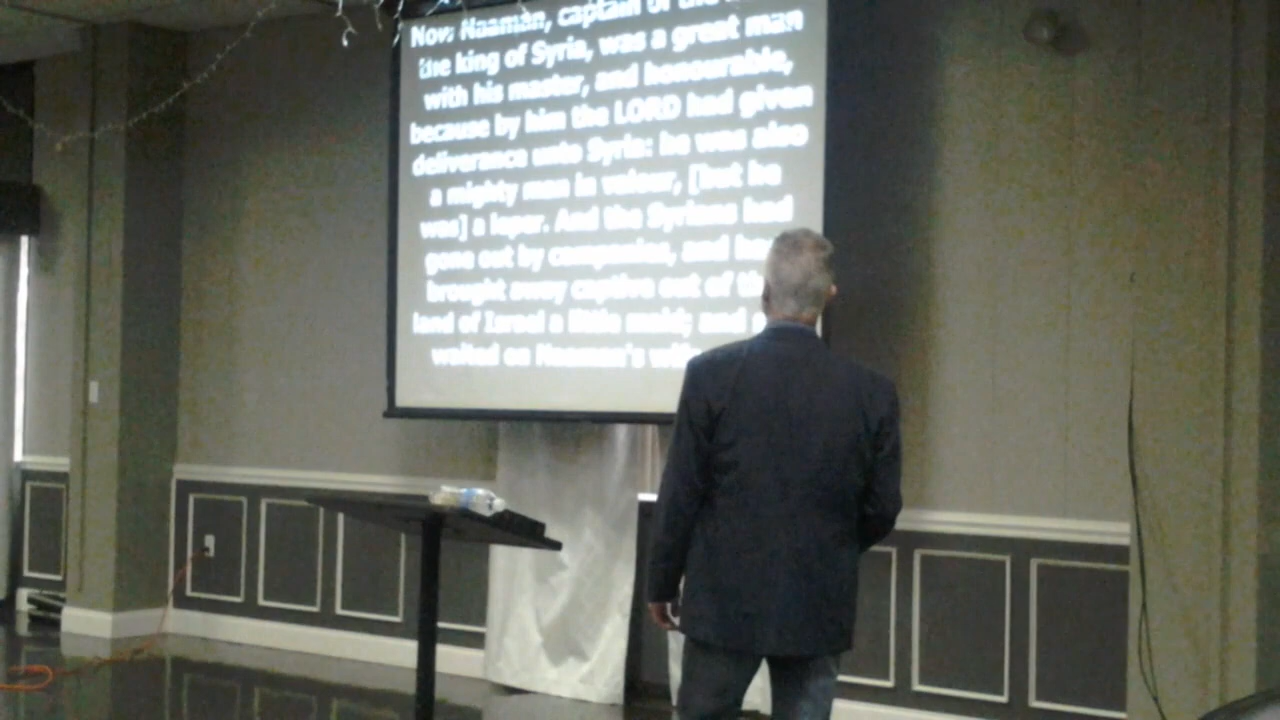 Now Naaman, captain of the
the king of Syria, was a great man
with his master, and honourable,
because by him the LORD had given
deliverance unto Syria: he was also
a mighty man in valour, [but he
was] a leper. And the Syrians had
gone out by companies, and
brought away captive out of
land of Israel a little maid; and
waited on Naaman's